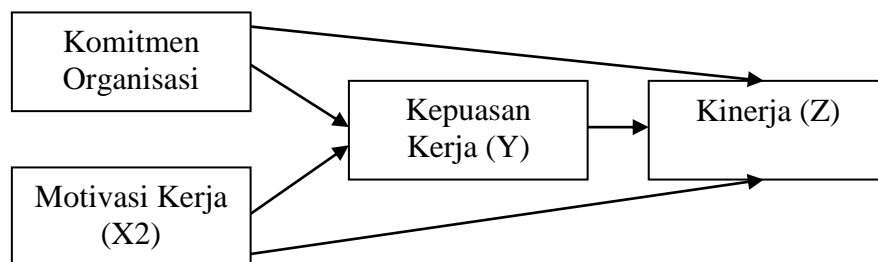 Komitmen
Organisasi
Kepuasan
Kerja (Y)
Kinerja (Z)
Motivasi Kerja
(X2)